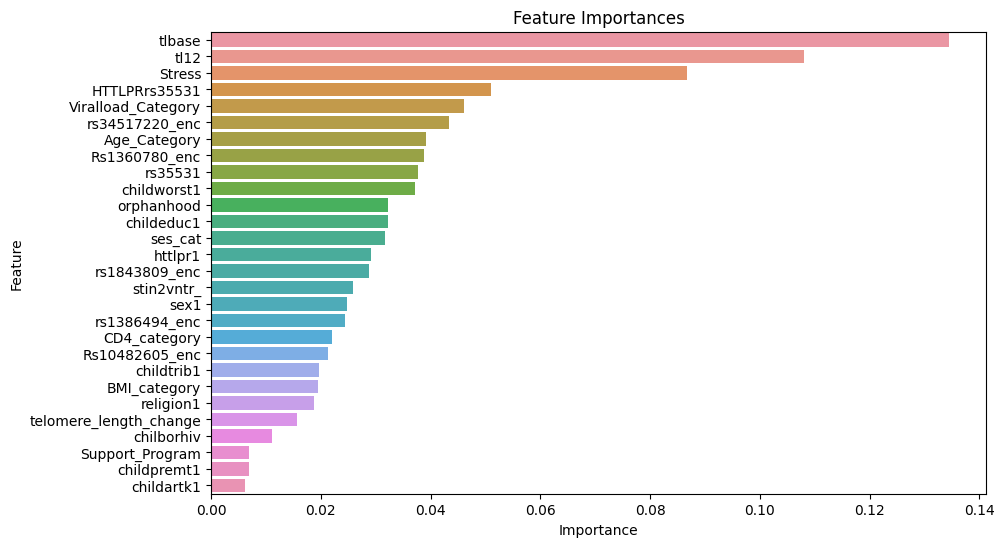 Feature Importances
Feature
tlbase
tl12
Stress
HTTLPRrs35531
Viralload_Category
rs34517220_enc
Age_Category
Rs1360780_enc
rs35531
childworst1
orphanhood
childeduc1
ses_cat
httlpr1
rs1843809_enc
stin2vntr_
sex1
rs1386494_enc
CD4_category
Rs10482605_enc
childtrib1
BMI_category
religion1
telomere_length_change
chilborhiv
Support_Program
childpremt1
childartk1
0.00 0.02 0.04 0.06 0.08 0.10 0.12 0.14
Importance